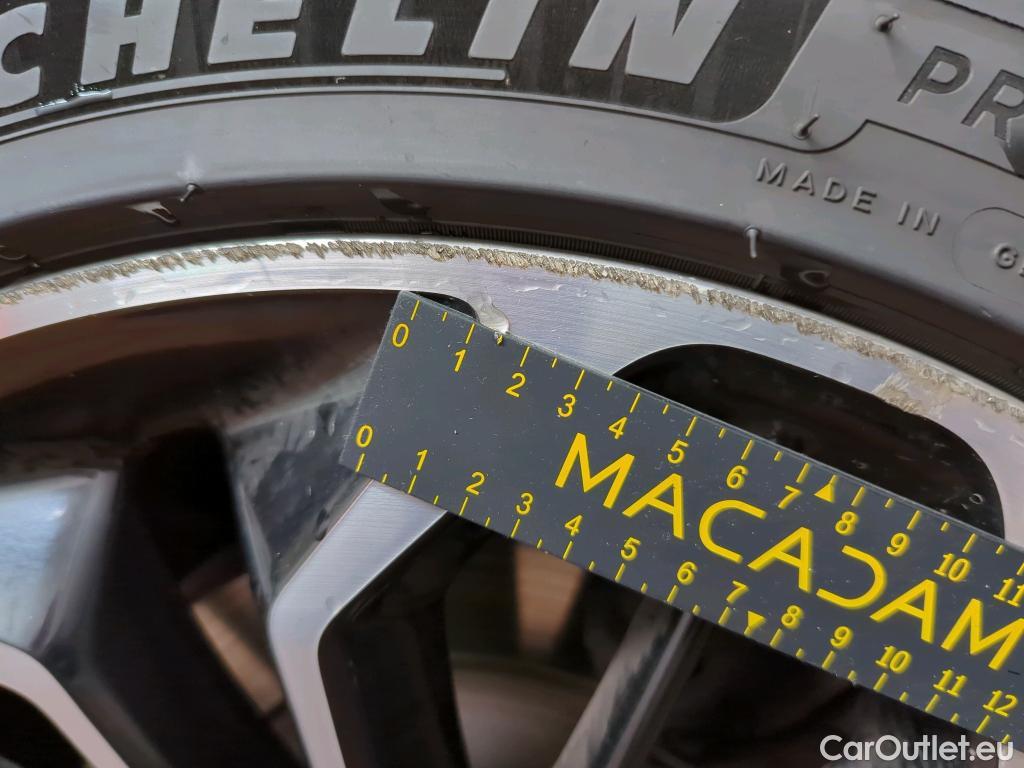 CHELIN
PR
MADE IN
0 1 2 3 4 5 6 7 8 9 10 11
MACADAM
0 1 2 3 4 5 6 7 8 9 10 11 12
CarOutlet.eu